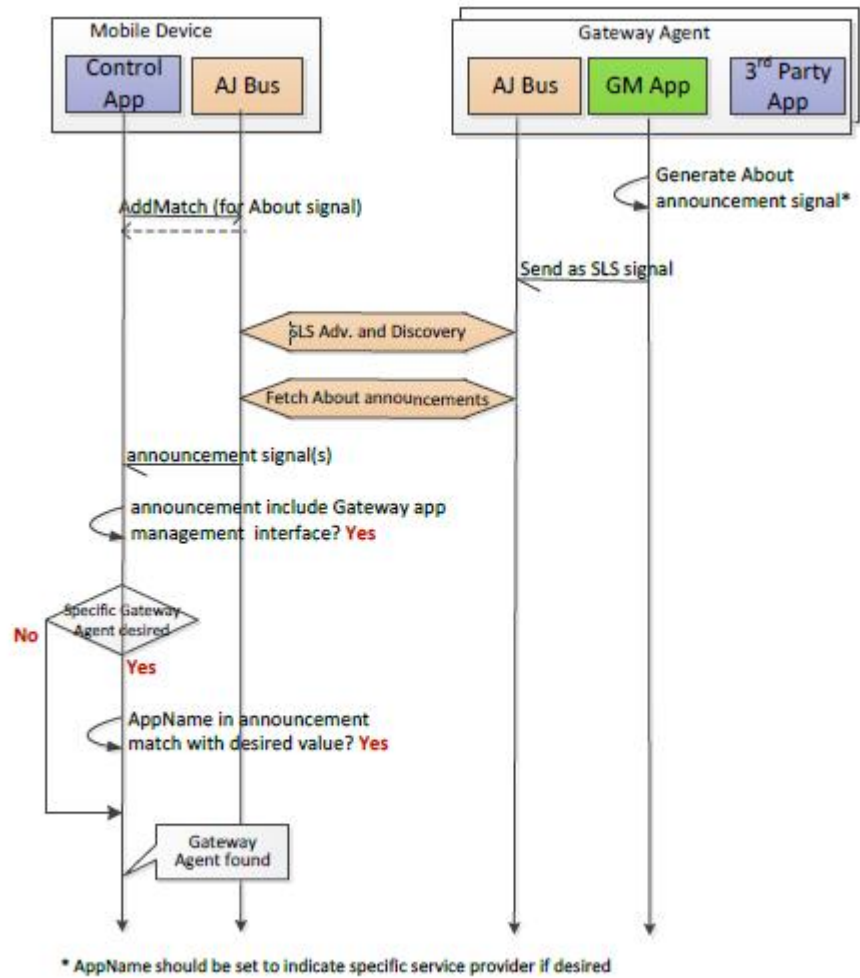 Mobile Device
Control
App
AJ Bus
Gateway Agent
AJ Bus
GM App
3rd Party
App
Generate About
announcement signal*
AddMatch (for About signal)
Send as SLS signal
SLS Adv. and Discovery
Fetch About announcements
announcement signal(s)
announcement include Gateway app
management interface? Yes
Specific Gateway
Agent desired
No
Yes
AppName in announcement
match with desired value? Yes
Gateway
Agent found
* AppName should be set to indicate specific service provider if desired